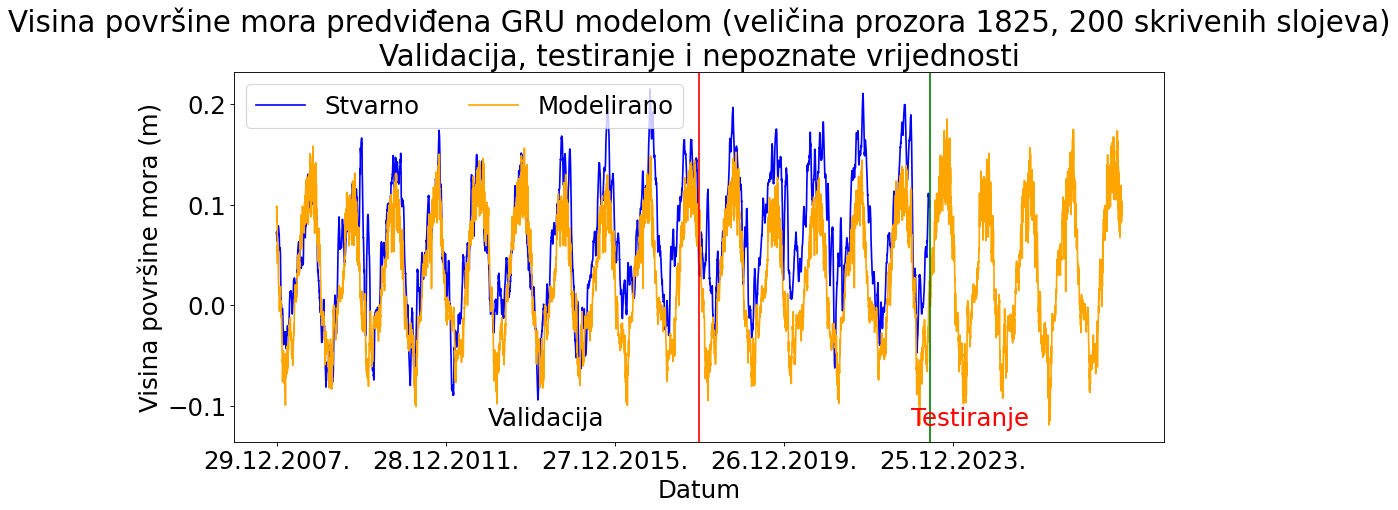 Visina površine mora predviđena GRU modelom (veličina prozora 1825, 200 skrivenih slojeva)
Validacija, testiranje i nepoznate vrijednosti
Stvarno
Modelirano
Visina površine mora (m)
0.2
0.1
0.0
−0.1
Validacija
Testiranje
29.12.2007.
28.12.2011.
27.12.2015.
26.12.2019.
25.12.2023.
Datum